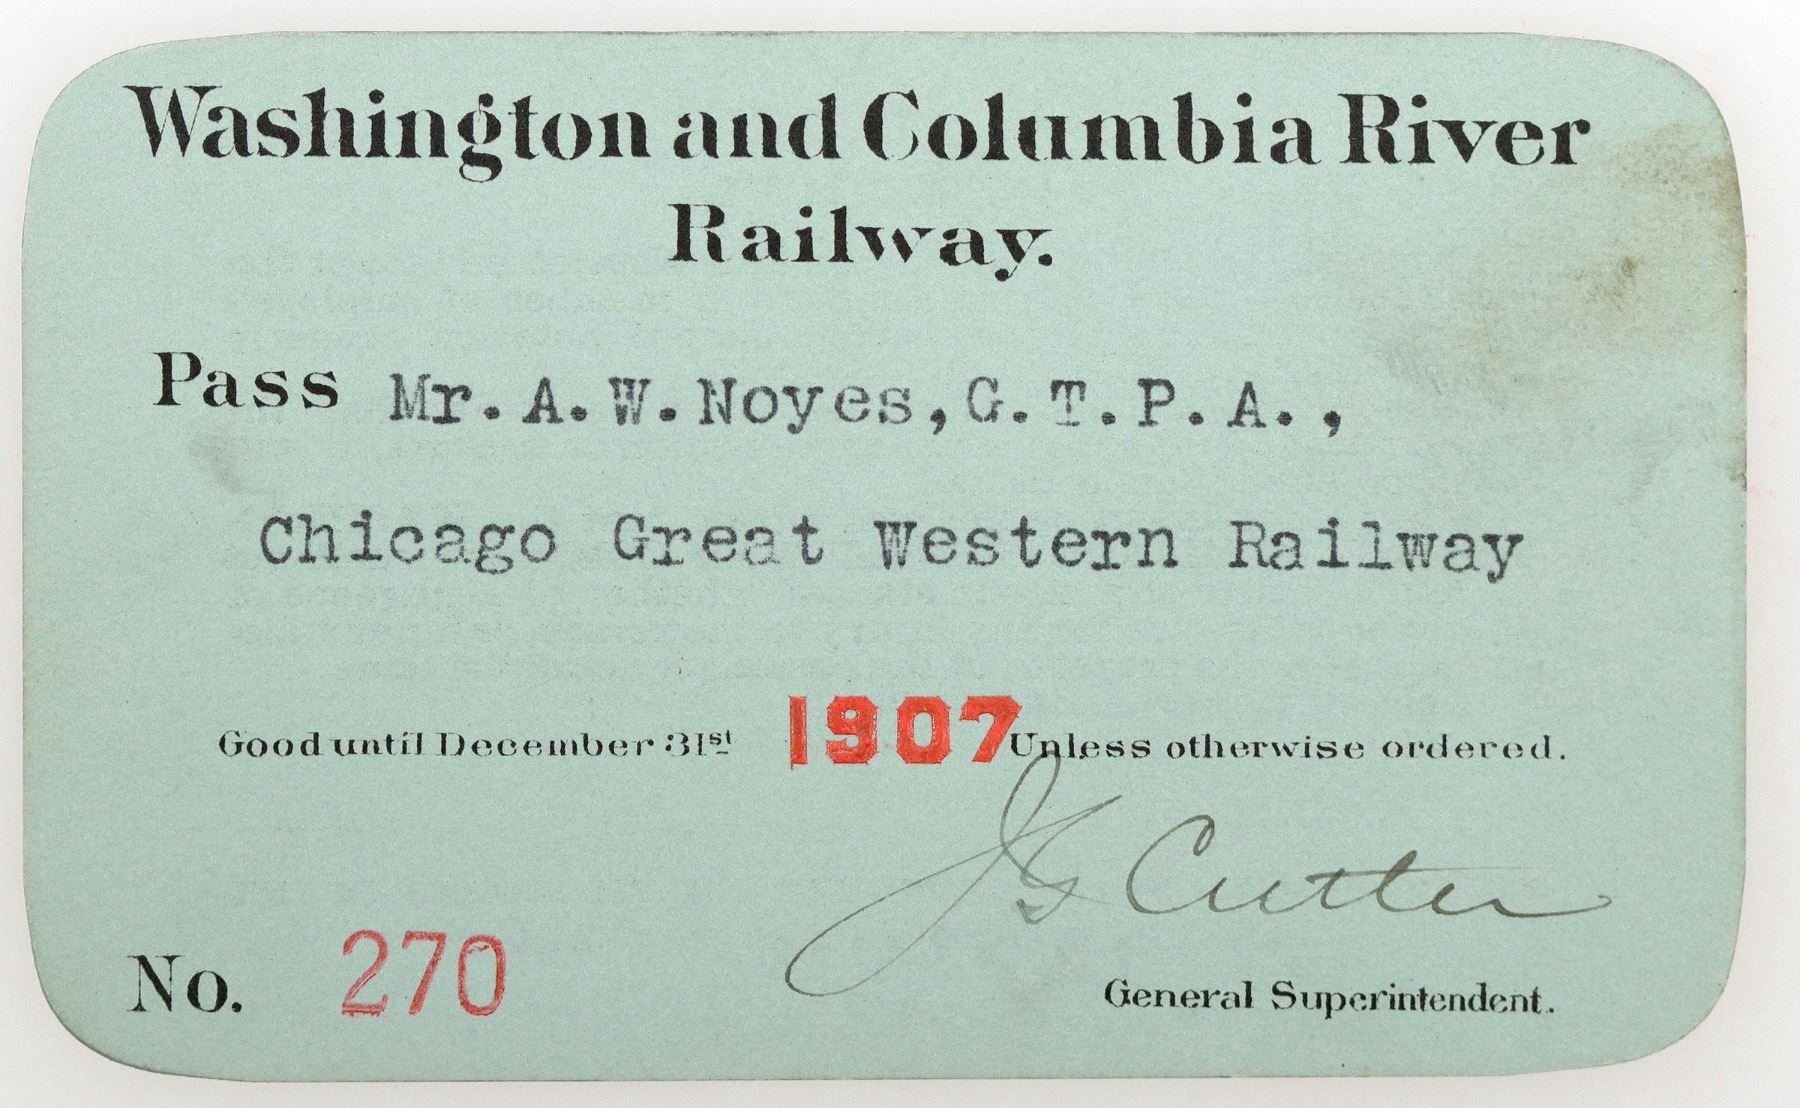 Washington and Columbia River
Railway.
Pass Mr. A. W. Noyes, G. T. P. A.,
Chicago Great Western Railway
Good until December 31st 1907 Unless otherwise ordered.
J G Cutler
No. 270
General Superintendent.